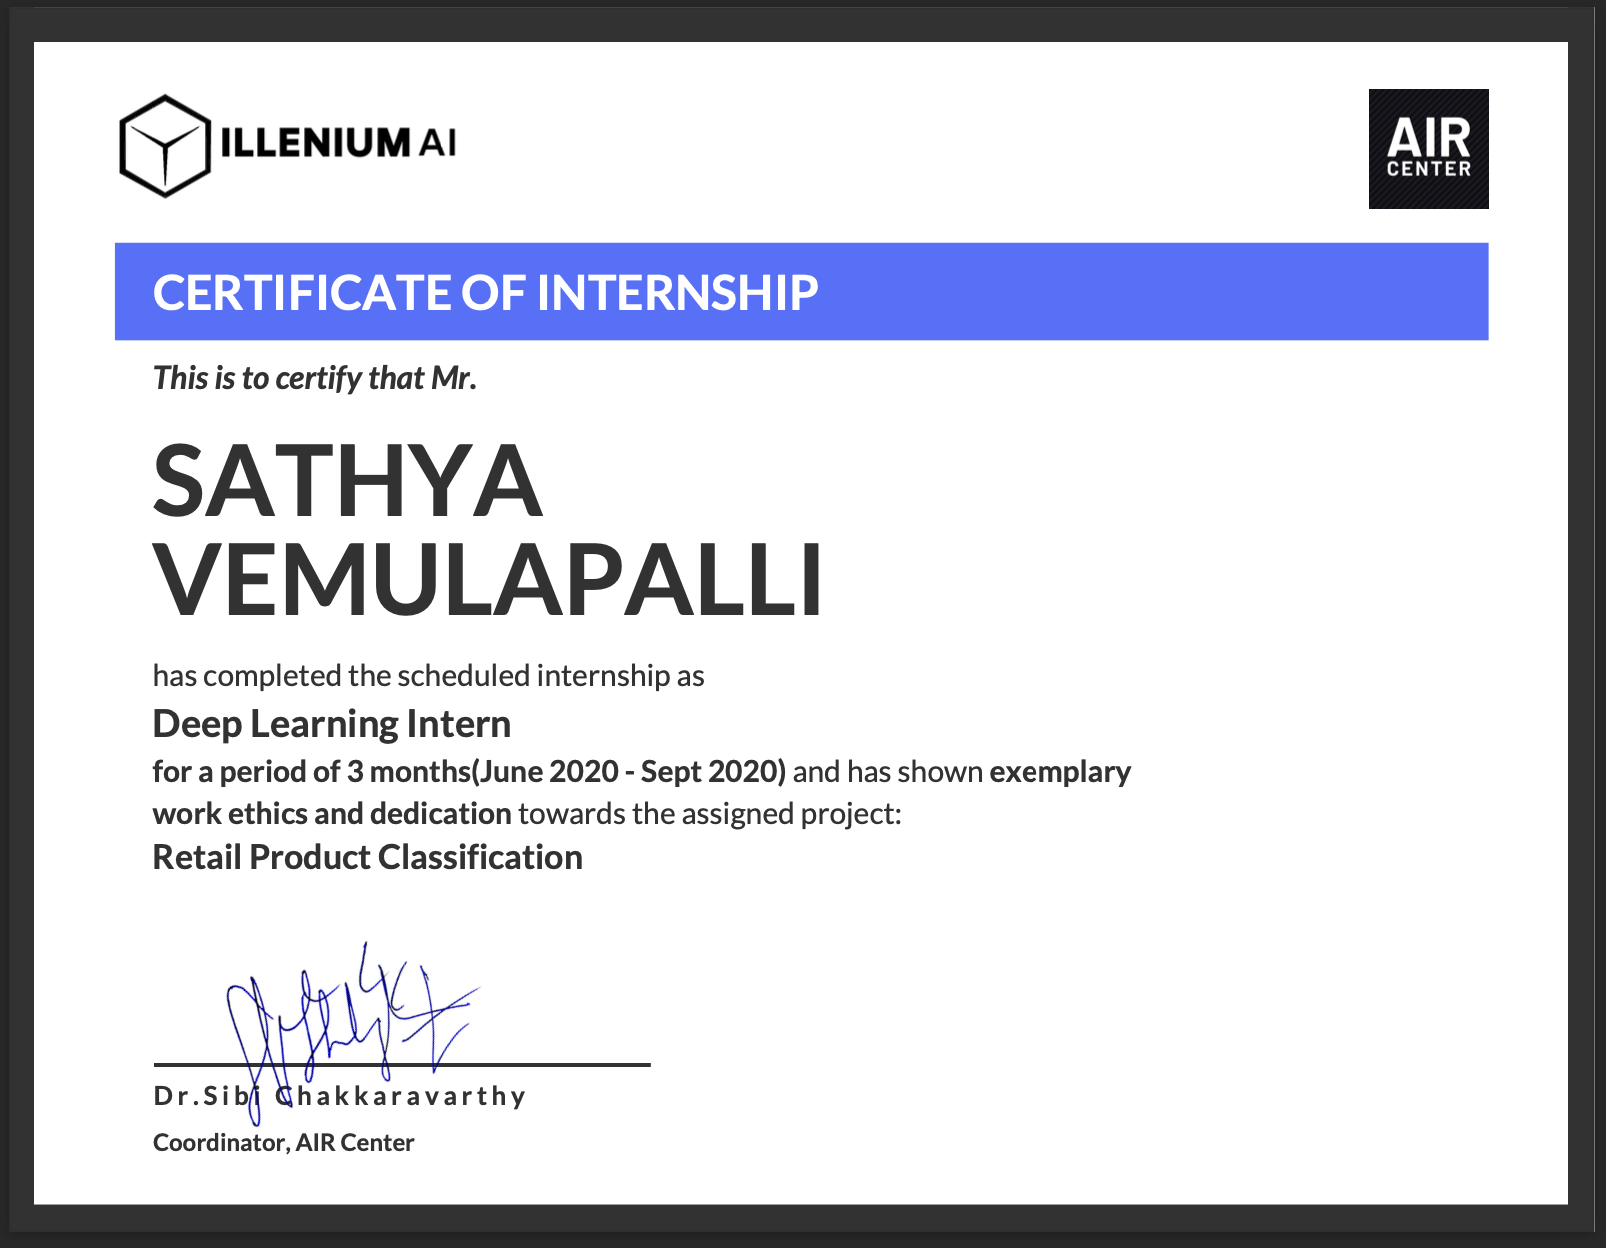 ILLENIUM AI
AIR
CENTER
CERTIFICATE OF INTERNSHIP
This is to certify that Mr.
SATHYA
VEMULAPALLI
has completed the scheduled internship as
Deep Learning Intern
for a period of 3 months(June 2020 - Sept 2020) and has shown exemplary
work ethics and dedication towards the assigned project:
Retail Product Classification
Dr.Sibi Chakkaravarthy
Coordinator, AIR Center